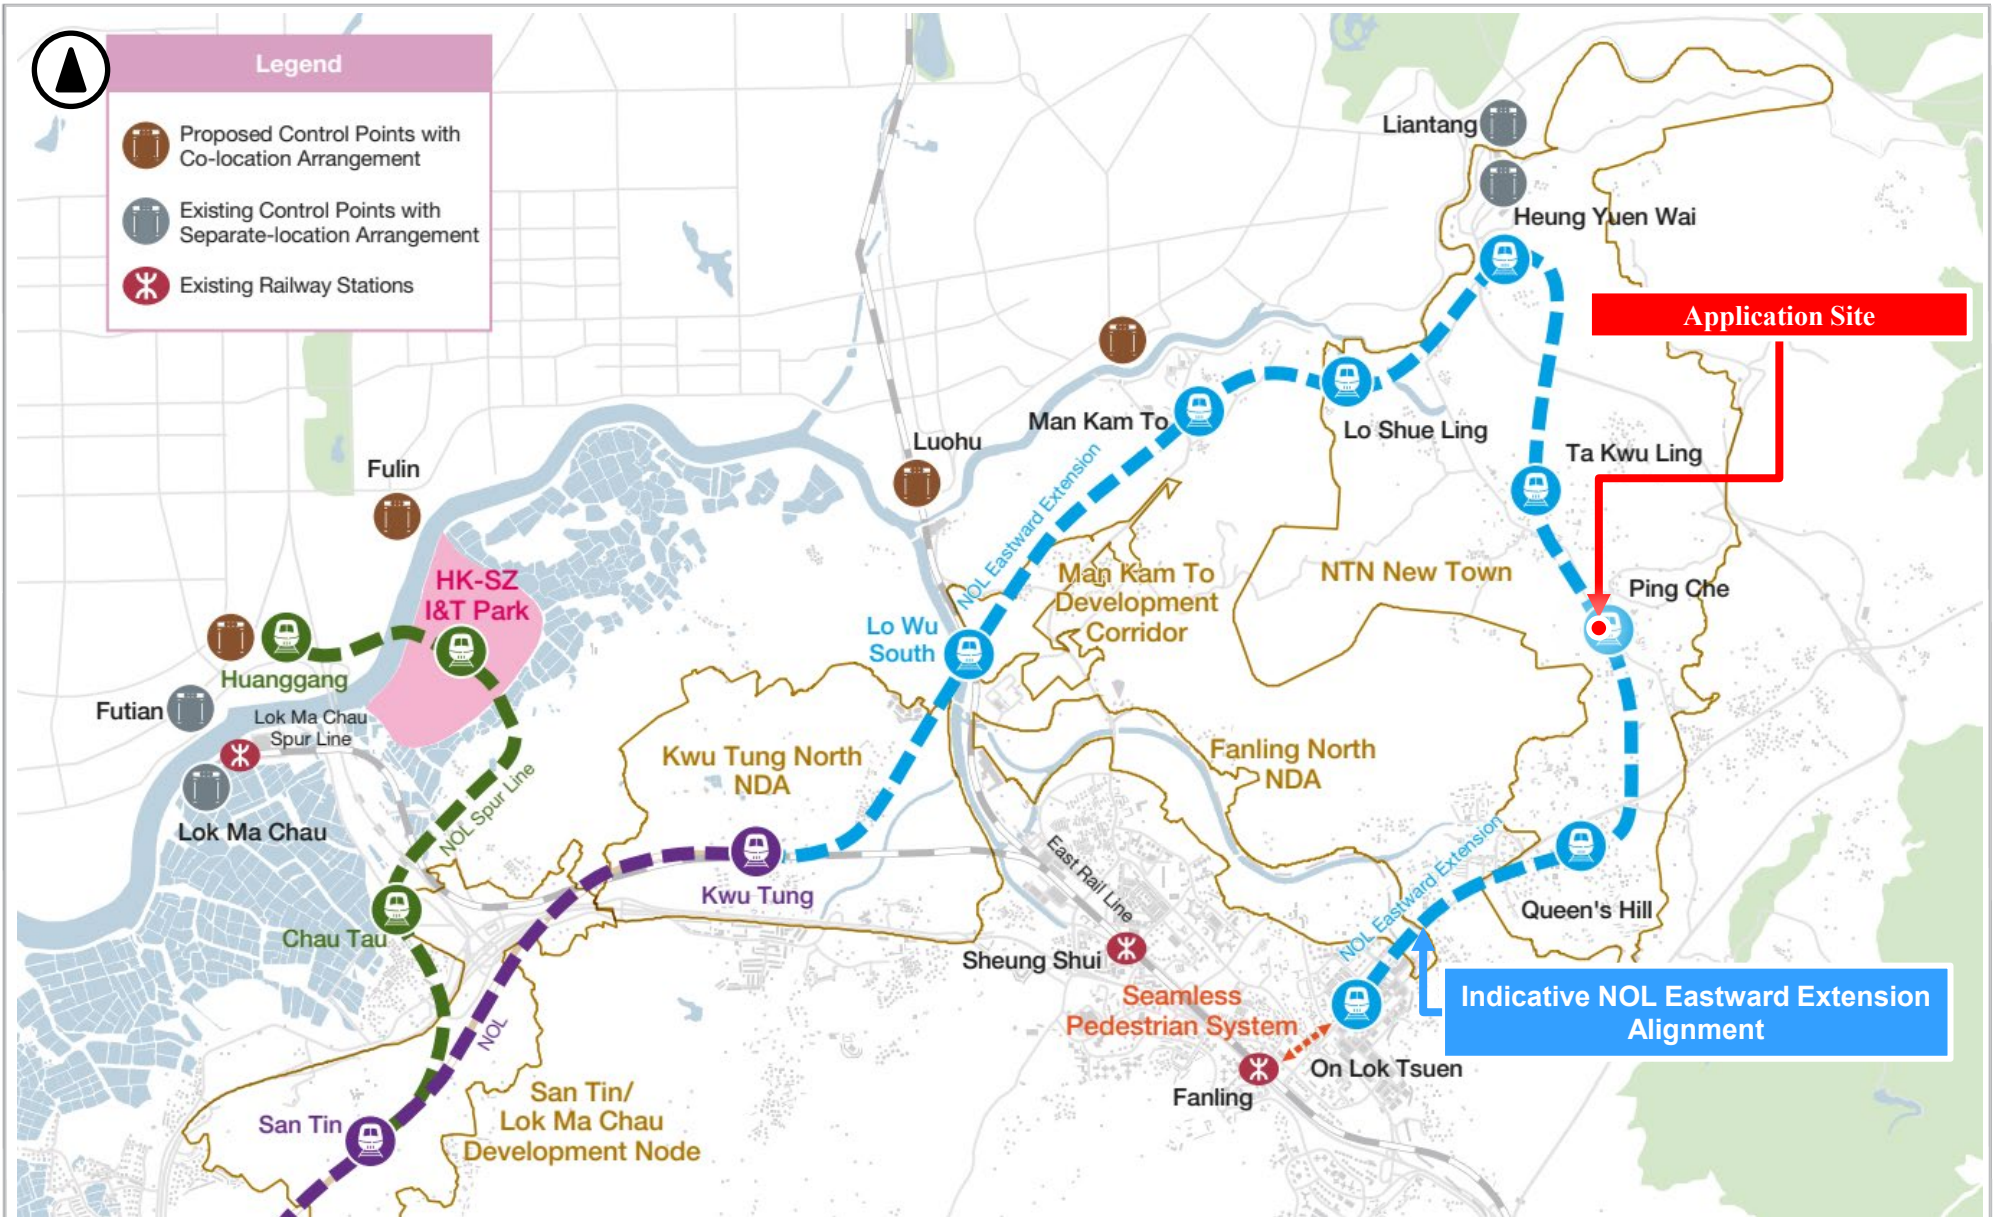 Legend
Proposed Control Points with
Co-location Arrangement
Existing Control Points with
Separate-location Arrangement
Existing Railway Stations
Liantang
Heung Yuen Wai
Application Site
Man Kam To
Lo Shue Ling
Luohu
Ta Kwu Ling
Fulin
NOL Eastward Extension
HK-SZ
I&T Park
Man Kam To
Development
Corridor
NTN New Town
Ping Che
Lo Wu
South
Huanggang
Futian
Lok Ma Chau
Spur Line
Kwu Tung North
NDA
Fanling North
NDA
NOL Spur Line
Lok Ma Chau
East Rail Line
NOL Eastward Extension
Kwu Tung
Queen's Hill
Chau Tau
Sheung Shui
Seamless
Pedestrian System
Indicative NOL Eastward Extension
Alignment
NOL
On Lok Tsuen
Fanling
San Tin
San Tin/
Lok Ma Chau
Development Node